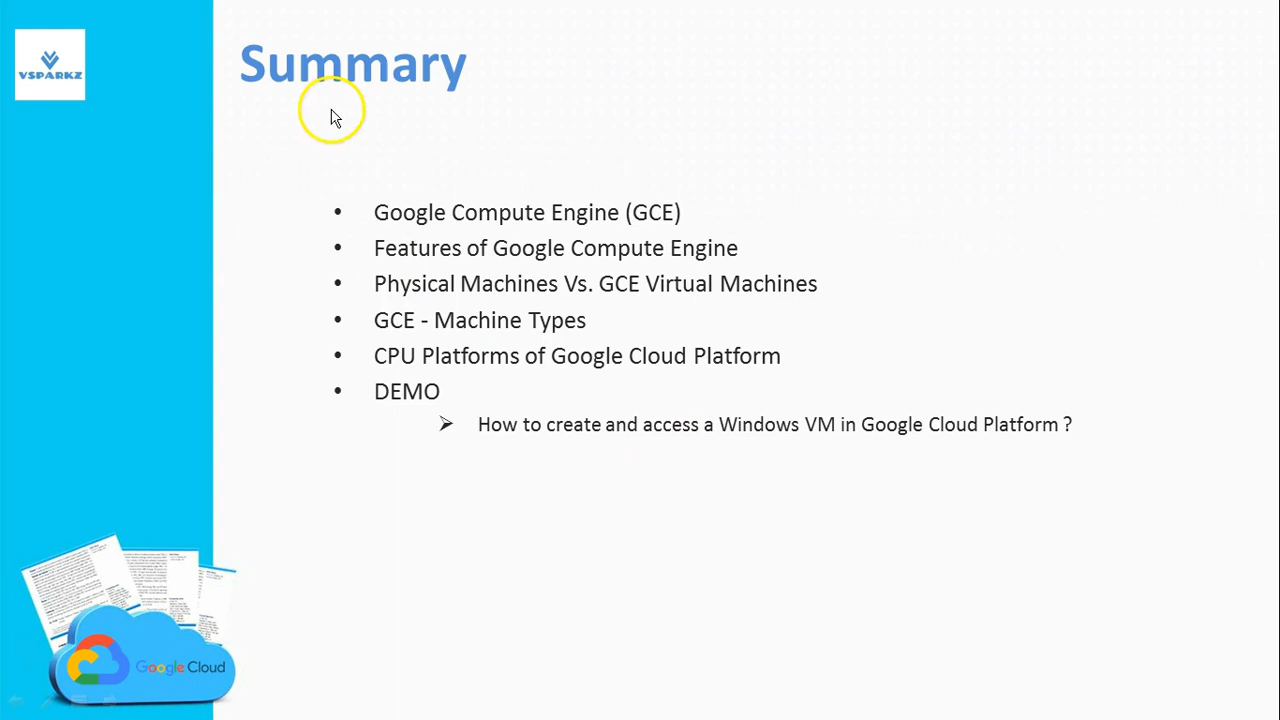 VSPARKZ
Summary
• Google Compute Engine (GCE)
• Features of Google Compute Engine
• Physical Machines Vs. GCE Virtual Machines
• GCE - Machine Types
• CPU Platforms of Google Cloud Platform
• DEMO
➢ How to create and access a Windows VM in Google Cloud Platform ?
Google Cloud